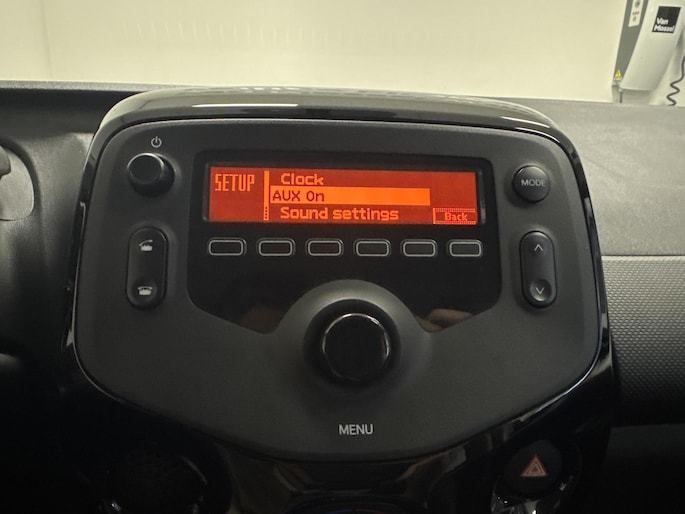 Van
Mossel
SETUP
Clock
AUX On
Sound settings
Back
MODE
MENU